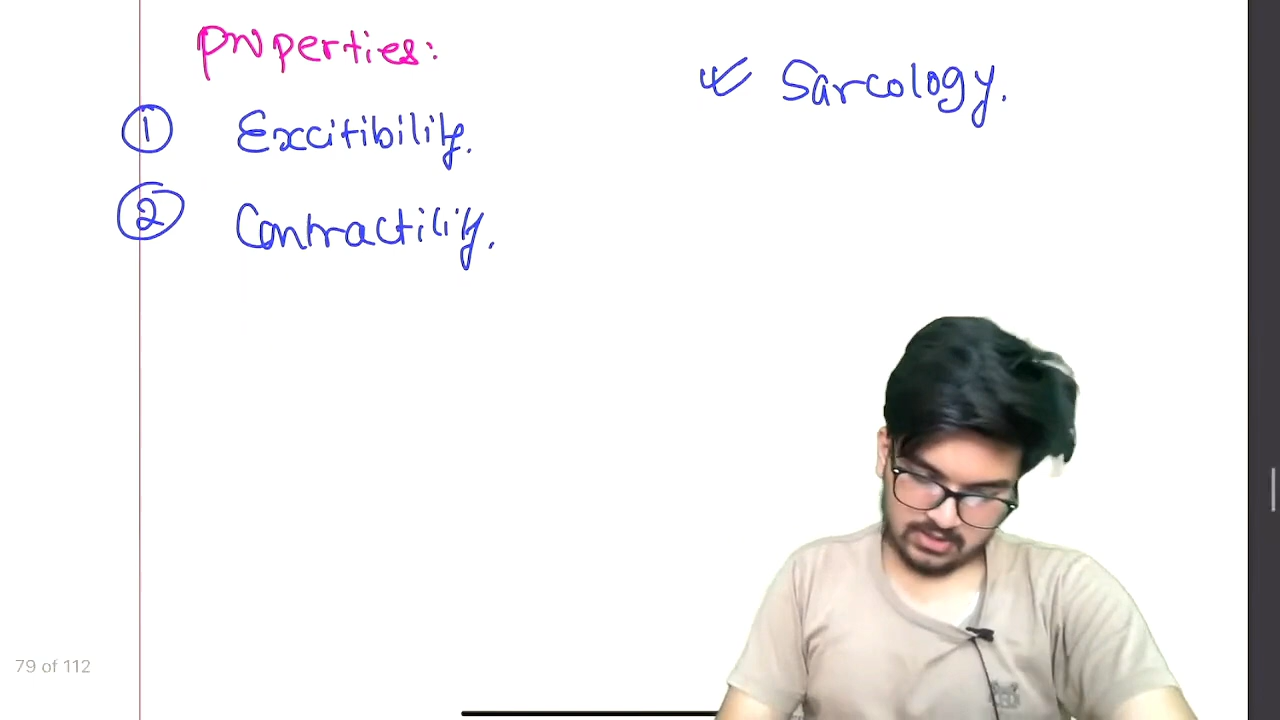 Properties:
① Excitibility.
② Contractility.
Sarcology.
79 of 112